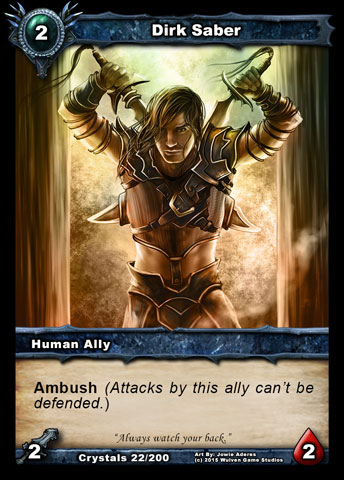 2
Dirk Saber
Human Ally
Ambush (Attacks by this ally can't be
defended.)
"Always watch your back."
2
Crystals 22/200
Art By: Jowie Aderes
(c) 2015 Wulven Game Studios
2